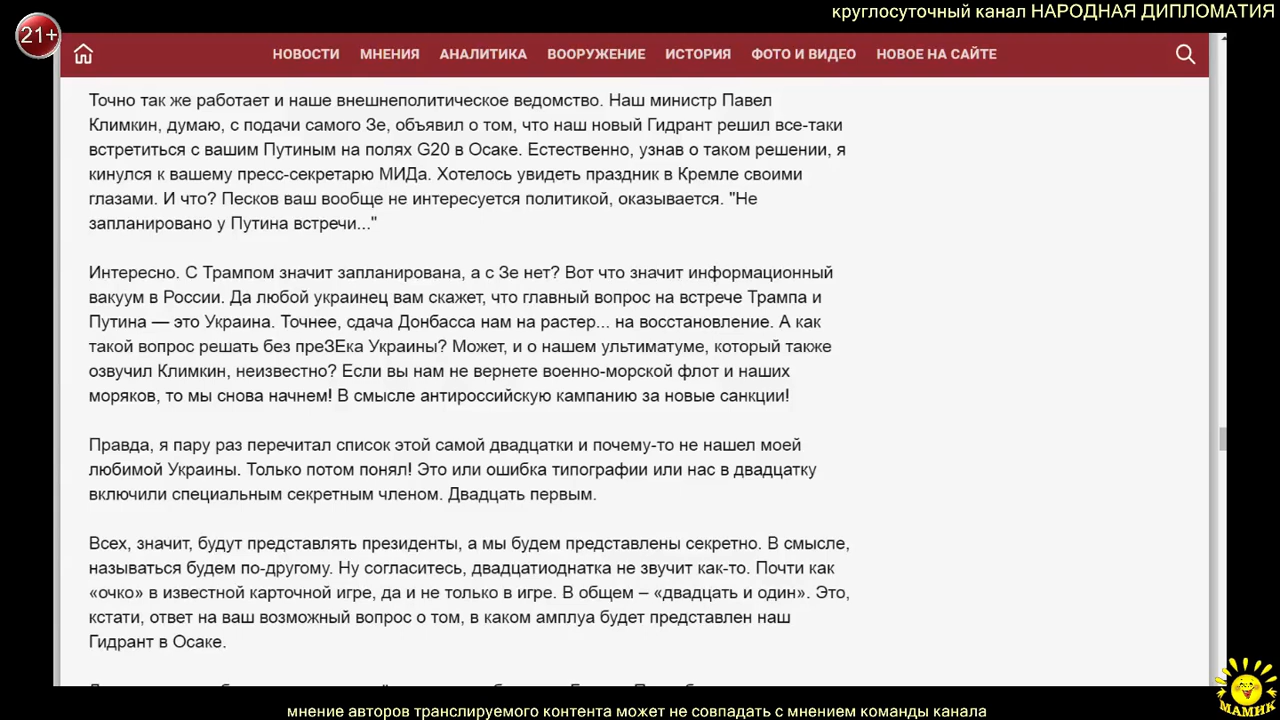 круглосуточный канал НАРОДНАЯ ДИПЛОМАТИЯ
21+
НОВОСТИ МНЕНИЯ АНАЛИТИКА ВООРУЖЕНИЕ ИСТОРИЯ ФОТО И ВИДЕО НОВОЕ НА САЙТЕ
Точно так же работает и наше внешнеполитическое ведомство. Наш министр Павел
Климкин, думаю, с подачи самого Зе, объявил о том, что наш новый Гидрант решил все-таки
встретиться с вашим Путиным на полях G20 в Осаке. Естественно, узнав о таком решении, я
кинулся к вашему пресс-секретарю МИДа. Хотелось увидеть праздник в Кремле своими
глазами. И что? Песков ваш вообще не интересуется политикой, оказывается. "Не
запланировано у Путина встречи..."
Интересно. С Трампом значит запланирована, а с Зе нет? Вот что значит информационный
вакуум в России. Да любой украинец вам скажет, что главный вопрос на встрече Трампа и
Путина — это Украина. Точнее, сдача Донбасса нам на растер... на восстановление. А как
такой вопрос решать без преЗЕка Украины? Может, и о нашем ультиматуме, который также
озвучил Климкин, неизвестно? Если вы нам не вернете военно-морской флот и наших
моряков, то мы снова начнем! В смысле антироссийскую кампанию за новые санкции!
Правда, я пару раз перечитал список этой самой двадцатки и почему-то не нашел моей
любимой Украины. Только потом понял! Это или ошибка типографии или нас в двадцатку
включили специальным секретным членом. Двадцать первым.
Всех, значит, будут представлять президенты, а мы будем представлены секретно. В смысле,
называться будем по-другому. Ну согласитесь, двадцатиоднатка не звучит как-то. Почти как
«очко» в известной карточной игре, да и не только в игре. В общем – «двадцать и один». Это,
кстати, ответ на ваш возможный вопрос о том, в каком амплуа будет представлен наш
Гидрант в Осаке.
МАМИК
мнение авторов транслируемого контента может не совпадать с мнением команды канала